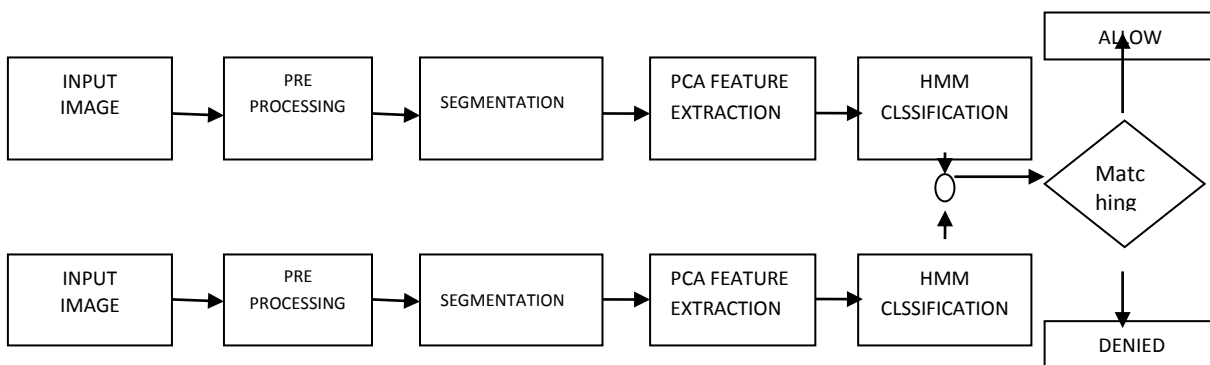 ALLOW
INPUT
IMAGE
PRE
PROCESSING
SEGMENTATION
PCA FEATURE
EXTRACTION
HMM
CLSSIFICATION
Matc
hing
INPUT
IMAGE
PRE
PROCESSING
SEGMENTATION
PCA FEATURE
EXTRACTION
HMM
CLSSIFICATION
DENIED